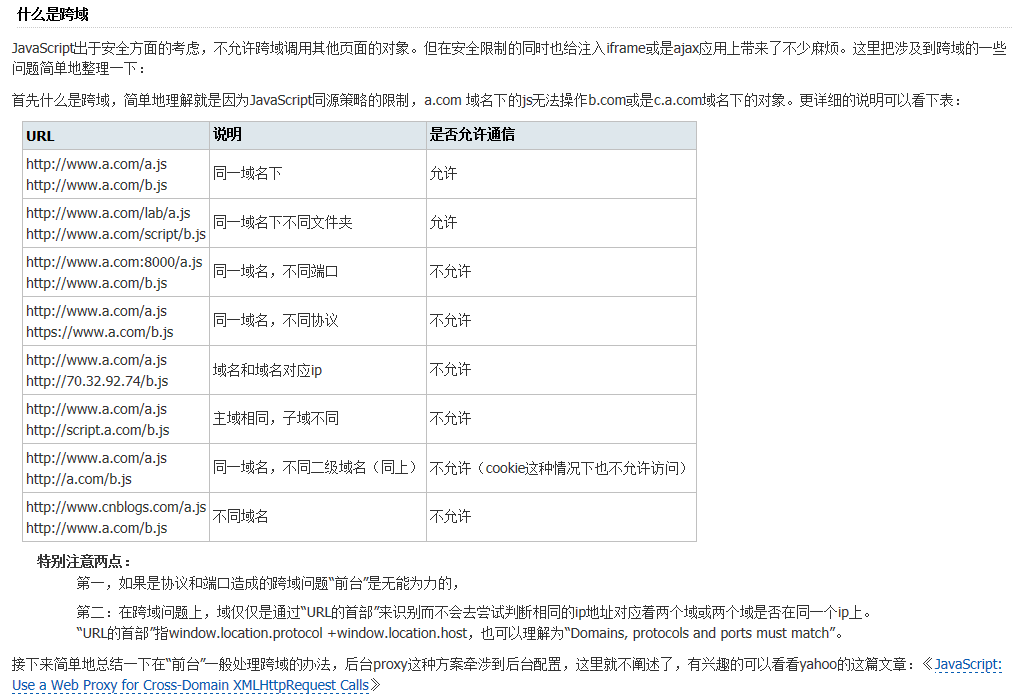 什么是跨域
JavaScript出于安全方面的考虑，不允许跨域调用其他页面的对象。但在安全限制的同时也给注入iframe或是ajax应用上带来了不少麻烦。这里把涉及到跨域的一些
问题简单地整理一下：
首先什么是跨域，简单地理解就是因为JavaScript同源策略的限制，a.com 域名下的js无法操作b.com或是c.a.com域名下的对象。更详细的说明可以看下表：
URL 说明 是否允许通信
http://www.a.com/a.js
http://www.a.com/b.js
同一域名下 允许
http://www.a.com/lab/a.js
http://www.a.com/script/b.js
同一域名下不同文件夹 允许
http://www.a.com:8000/a.js
http://www.a.com/b.js
同一域名，不同端口 不允许
http://www.a.com/a.js
https://www.a.com/b.js
同一域名，不同协议 不允许
http://www.a.com/a.js
http://70.32.92.74/b.js
域名和域名对应ip 不允许
http://www.a.com/a.js
http://script.a.com/b.js
主域相同，子域不同 不允许
http://www.a.com/a.js
http://a.com/b.js
同一域名，不同二级域名（同上） 不允许（cookie这种情况下也不允许访问）
http://www.cnblogs.com/a.js
http://www.a.com/b.js
不同域名 不允许
特别注意两点：
第一，如果是协议和端口造成的跨域问题“前台”是无能为力的，
第二：在跨域问题上，域仅仅是通过“URL的首部”来识别而不会去尝试判断相同的ip地址对应着两个域或两个域是否在同一个ip上。
“URL的首部”指window.location.protocol +window.location.host，也可以理解为“Domains, protocols and ports must match”。
接下来简单地总结一下在“前台”一般处理跨域的办法，后台proxy这种方案牵涉到后台配置，这里就不阐述了，有兴趣的可以看看yahoo的这篇文章：《JavaScript:
Use a Web Proxy for Cross-Domain XMLHttpRequest Calls》